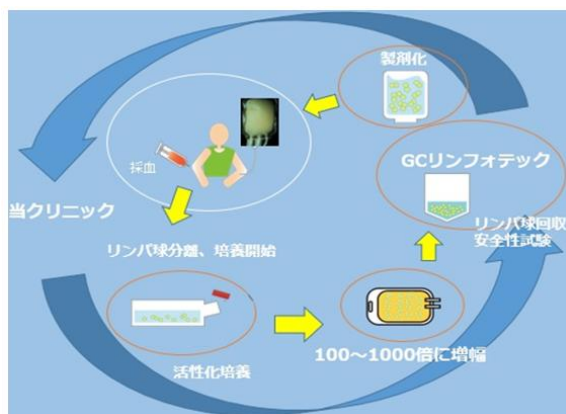 製剤化
採血
GCリンフォテック
当クリニック
リンパ球回収
安全性試験
リンパ球分離、培養開始
100～1000倍に増幅
活性化培養